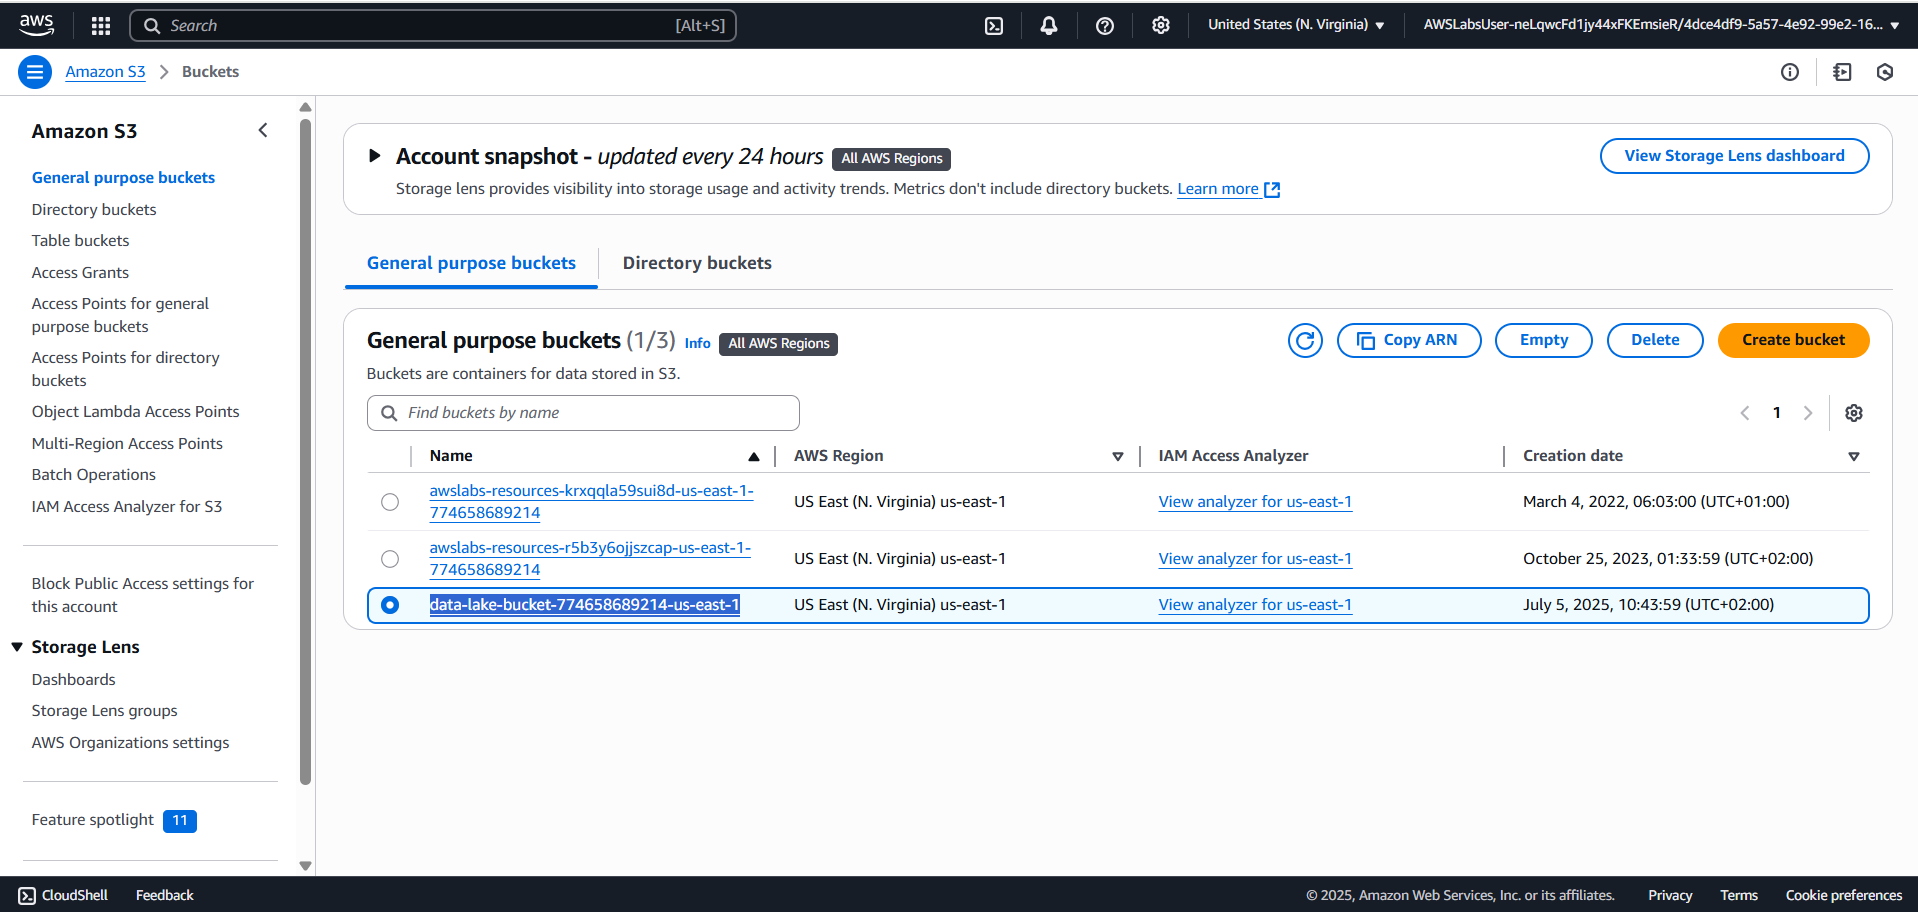 aws
Search
[Alt+S]
United States (N. Virginia)
AWSLabsUser-neLqwcFd1jy44xFKEmsieR/4dce4df9-5a57-4e92-99e2-16...
Amazon S3
Buckets
Amazon S3
General purpose buckets
Directory buckets
Table buckets
Access Grants
Access Points for general
purpose buckets
Access Points for directory
buckets
Object Lambda Access Points
Multi-Region Access Points
Batch Operations
IAM Access Analyzer for S3
Block Public Access settings for
this account
Storage Lens
Dashboards
Storage Lens groups
AWS Organizations settings
Feature spotlight 11
Account snapshot - updated every 24 hours All AWS Regions
View Storage Lens dashboard
Storage lens provides visibility into storage usage and activity trends. Metrics don't include directory buckets. Learn more
General purpose buckets
Directory buckets
General purpose buckets (1/3) Info All AWS Regions
Copy ARN
Empty
Delete
Create bucket
Buckets are containers for data stored in S3.
Find buckets by name
1
Name
AWS Region
IAM Access Analyzer
Creation date
awslabs-resources-krxqqla59sui8d-us-east-1-
774658689214
US East (N. Virginia) us-east-1
View analyzer for us-east-1
March 4, 2022, 06:03:00 (UTC+01:00)
awslabs-resources-r5b3y6ojjszcap-us-east-1-
774658689214
US East (N. Virginia) us-east-1
View analyzer for us-east-1
October 25, 2023, 01:33:59 (UTC+02:00)
data-lake-bucket-774658689214-us-east-1
US East (N. Virginia) us-east-1
View analyzer for us-east-1
July 5, 2025, 10:43:59 (UTC+02:00)
CloudShell
Feedback
© 2025, Amazon Web Services, Inc. or its affiliates.
Privacy
Terms
Cookie preferences